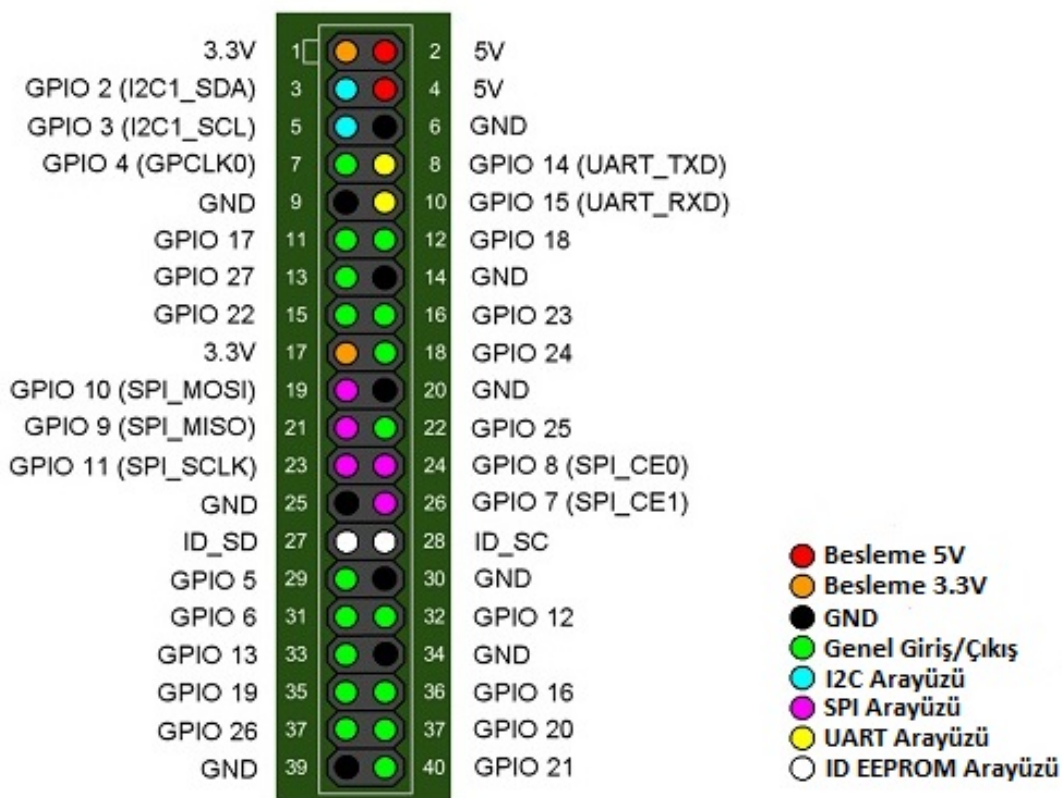 3.3V 1 2 5V
GPIO 2 (I2C1_SDA) 3 4 5V
GPIO 3 (I2C1_SCL) 5 6 GND
GPIO 4 (GPCLK0) 7 8 GPIO 14 (UART_TXD)
GND 9 10 GPIO 15 (UART_RXD)
GPIO 17 11 12 GPIO 18
GPIO 27 13 14 GND
GPIO 22 15 16 GPIO 23
3.3V 17 18 GPIO 24
GPIO 10 (SPI_MOSI) 19 20 GND
GPIO 9 (SPI_MISO) 21 22 GPIO 25
GPIO 11 (SPI_SCLK) 23 24 GPIO 8 (SPI_CE0)
GND 25 26 GPIO 7 (SPI_CE1)
ID_SD 27 28 ID_SC
GPIO 5 29 30 GND
GPIO 6 31 32 GPIO 12
GPIO 13 33 34 GND
GPIO 19 35 36 GPIO 16
GPIO 26 37 37 GPIO 20
GND 39 40 GPIO 21
Besleme 5V
Besleme 3.3V
GND
Genel Giriş/Çıkış
I2C Arayüzü
SPI Arayüzü
UART Arayüzü
ID EEPROM Arayüzü